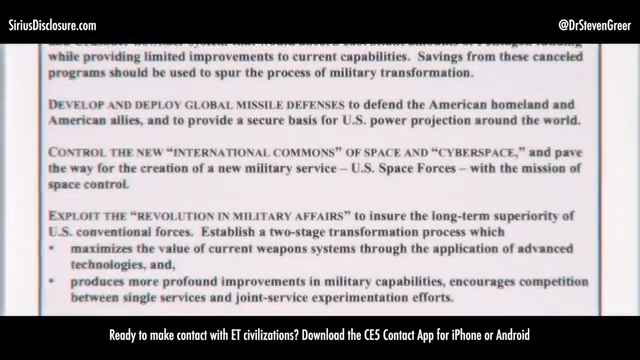 SiriusDisclosure.com
@DrStevenGreer
while providing limited improvements to current capabilities. Savings from these canceled
programs should be used to spur the process of military transformation.
DEVELOP AND DEPLOY GLOBAL MISSILE DEFENSES to defend the American homeland and
American allies, and to provide a secure basis for U.S. power projection around the world.
CONTROL THE NEW “INTERNATIONAL COMMONS” OF SPACE AND “CYBERSPACE,” and pave
the way for the creation of a new military service – U.S. Space Forces – with the mission of
space control.
EXPLOIT THE “REVOLUTION IN MILITARY AFFAIRS” to insure the long-term superiority of
U.S. conventional forces. Establish a two-stage transformation process which
• maximizes the value of current weapons systems through the application of advanced
technologies, and,
• produces more profound improvements in military capabilities, encourages competition
between single services and joint-service experimentation efforts.
Ready to make contact with ET civilizations? Download the CE5 Contact App for iPhone or Android